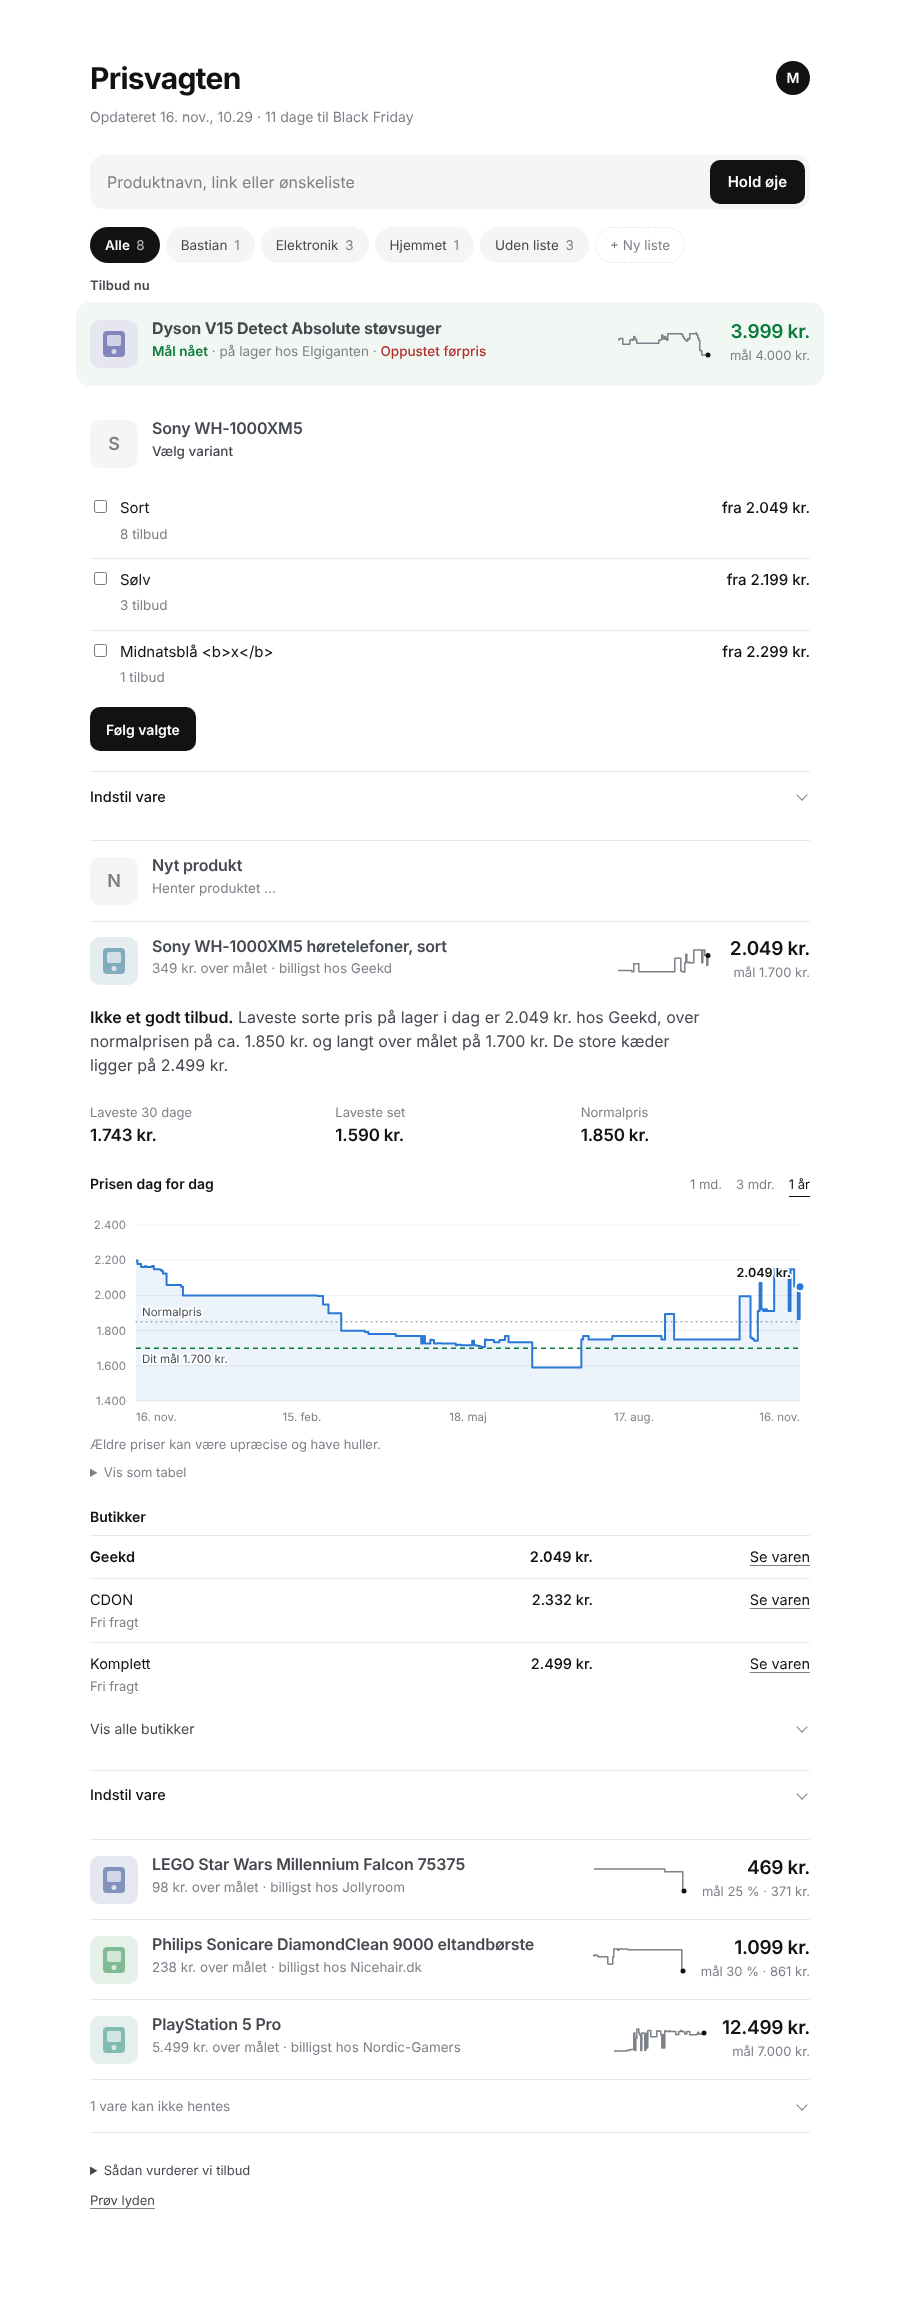 Prisvagten
M
Opdateret 16. nov., 10.29 · 11 dage til Black Friday
Produktnavn, link eller ønskeliste
Hold øje
Alle 8
Bastian 1
Elektronik 3
Hjemmet 1
Uden liste 3
+ Ny liste
Tilbud nu
Dyson V15 Detect Absolute støvsuger
3.999 kr.
Mål nået · på lager hos Elgiganten · Oppustet førpris
mål 4.000 kr.
S
Sony WH-1000XM5
Vælg variant
Sort
fra 2.049 kr.
8 tilbud
Sølv
fra 2.199 kr.
3 tilbud
Midnatsblå <b>x</b>
fra 2.299 kr.
1 tilbud
Følg valgte
Indstil vare
N
Nyt produkt
Henter produktet ...
Sony WH-1000XM5 høretelefoner, sort
2.049 kr.
349 kr. over målet · billigst hos Geekd
mål 1.700 kr.
Ikke et godt tilbud. Laveste sorte pris på lager i dag er 2.049 kr. hos Geekd, over
normalprisen på ca. 1.850 kr. og langt over målet på 1.700 kr. De store kæder
ligger på 2.499 kr.
Laveste 30 dage
Laveste set
Normalpris
1.743 kr.
1.590 kr.
1.850 kr.
Prisen dag for dag
1 md.
3 mdr.
1 år
2.400
2.200
2.049 kr.
2.000
Normalpris
1.800
Dit mål 1.700 kr.
1.600
1.400
16. nov.
15. feb.
18. maj
17. aug.
16. nov.
Ældre priser kan være upræcise og have huller.
Vis som tabel
Butikker
Geekd
2.049 kr.
Se varen
CDON
2.332 kr.
Se varen
Fri fragt
Komplett
2.499 kr.
Se varen
Fri fragt
Vis alle butikker
Indstil vare
LEGO Star Wars Millennium Falcon 75375
469 kr.
98 kr. over målet · billigst hos Jollyroom
mål 25 % · 371 kr.
Philips Sonicare DiamondClean 9000 eltandbørste
1.099 kr.
238 kr. over målet · billigst hos Nicehair.dk
mål 30 % · 861 kr.
PlayStation 5 Pro
12.499 kr.
5.499 kr. over målet · billigst hos Nordic-Gamers
mål 7.000 kr.
1 vare kan ikke hentes
Sådan vurderer vi tilbud
Prøv lyden